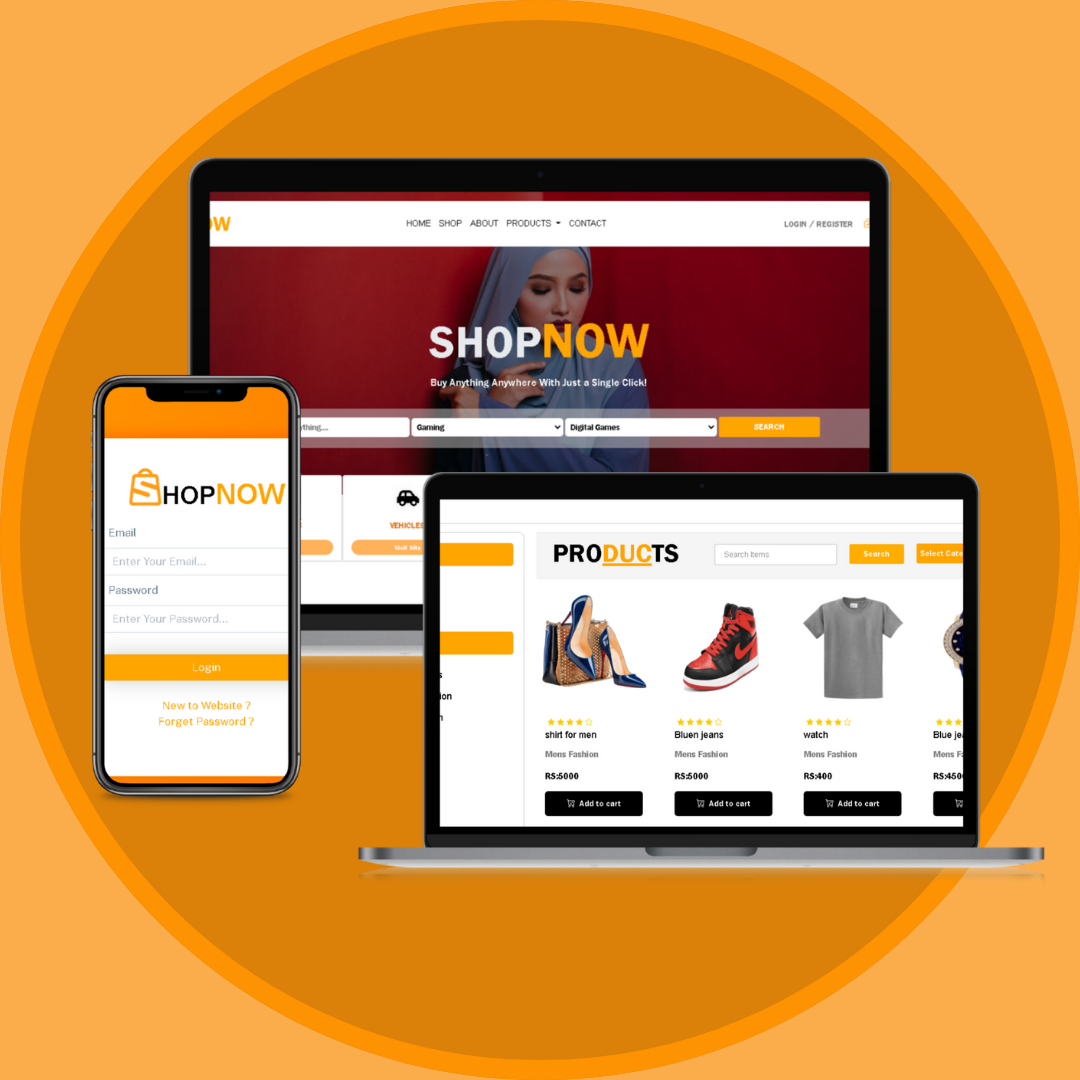 OW
HOME SHOP ABOUT PRODUCTS CONTACT
LOGIN / REGISTER
SHOPNOW
Buy Anything Anywhere With Just a Single Click!
ything...
Gaming
Digital Games
SEARCH
VEHICLES
Visit Site
SHOPNOW
Email
Enter Your Email...
Password
Enter Your Password...
Login
New to Website ?
Forget Password ?
PRODUCTS
Search Items
Search
Select Cate
s
ion
n
shirt for men
Mens Fashion
RS:5000
Add to cart
Bluen jeans
Mens Fashion
RS:5000
Add to cart
watch
Mens Fashion
RS:400
Add to cart
Blue jea
Mens F
RS:450